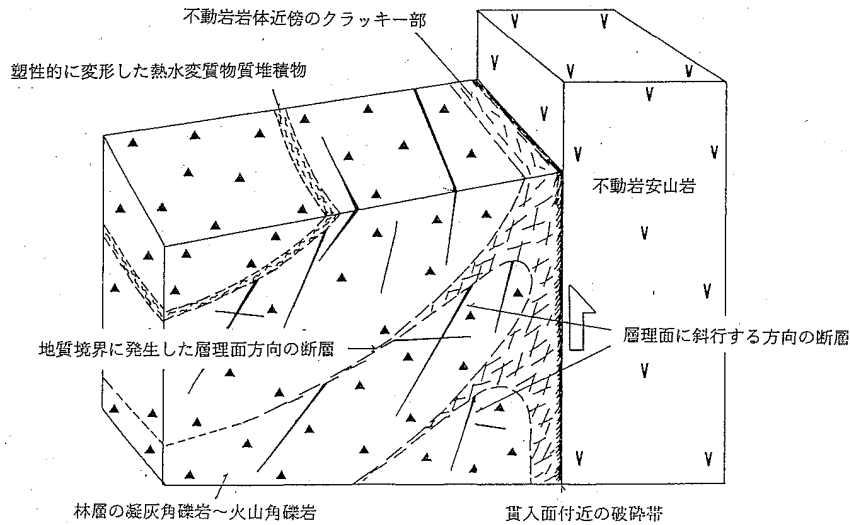 不動岩岩体近傍のクラッキー部
塑性的に変形した熱水変質物質堆積物
不動岩安山岩
地質境界に発生した層理面方向の断層
層理面に斜行する方向の断層
林層の凝灰角礫岩～火山角礫岩
貫入面付近の破砕帯